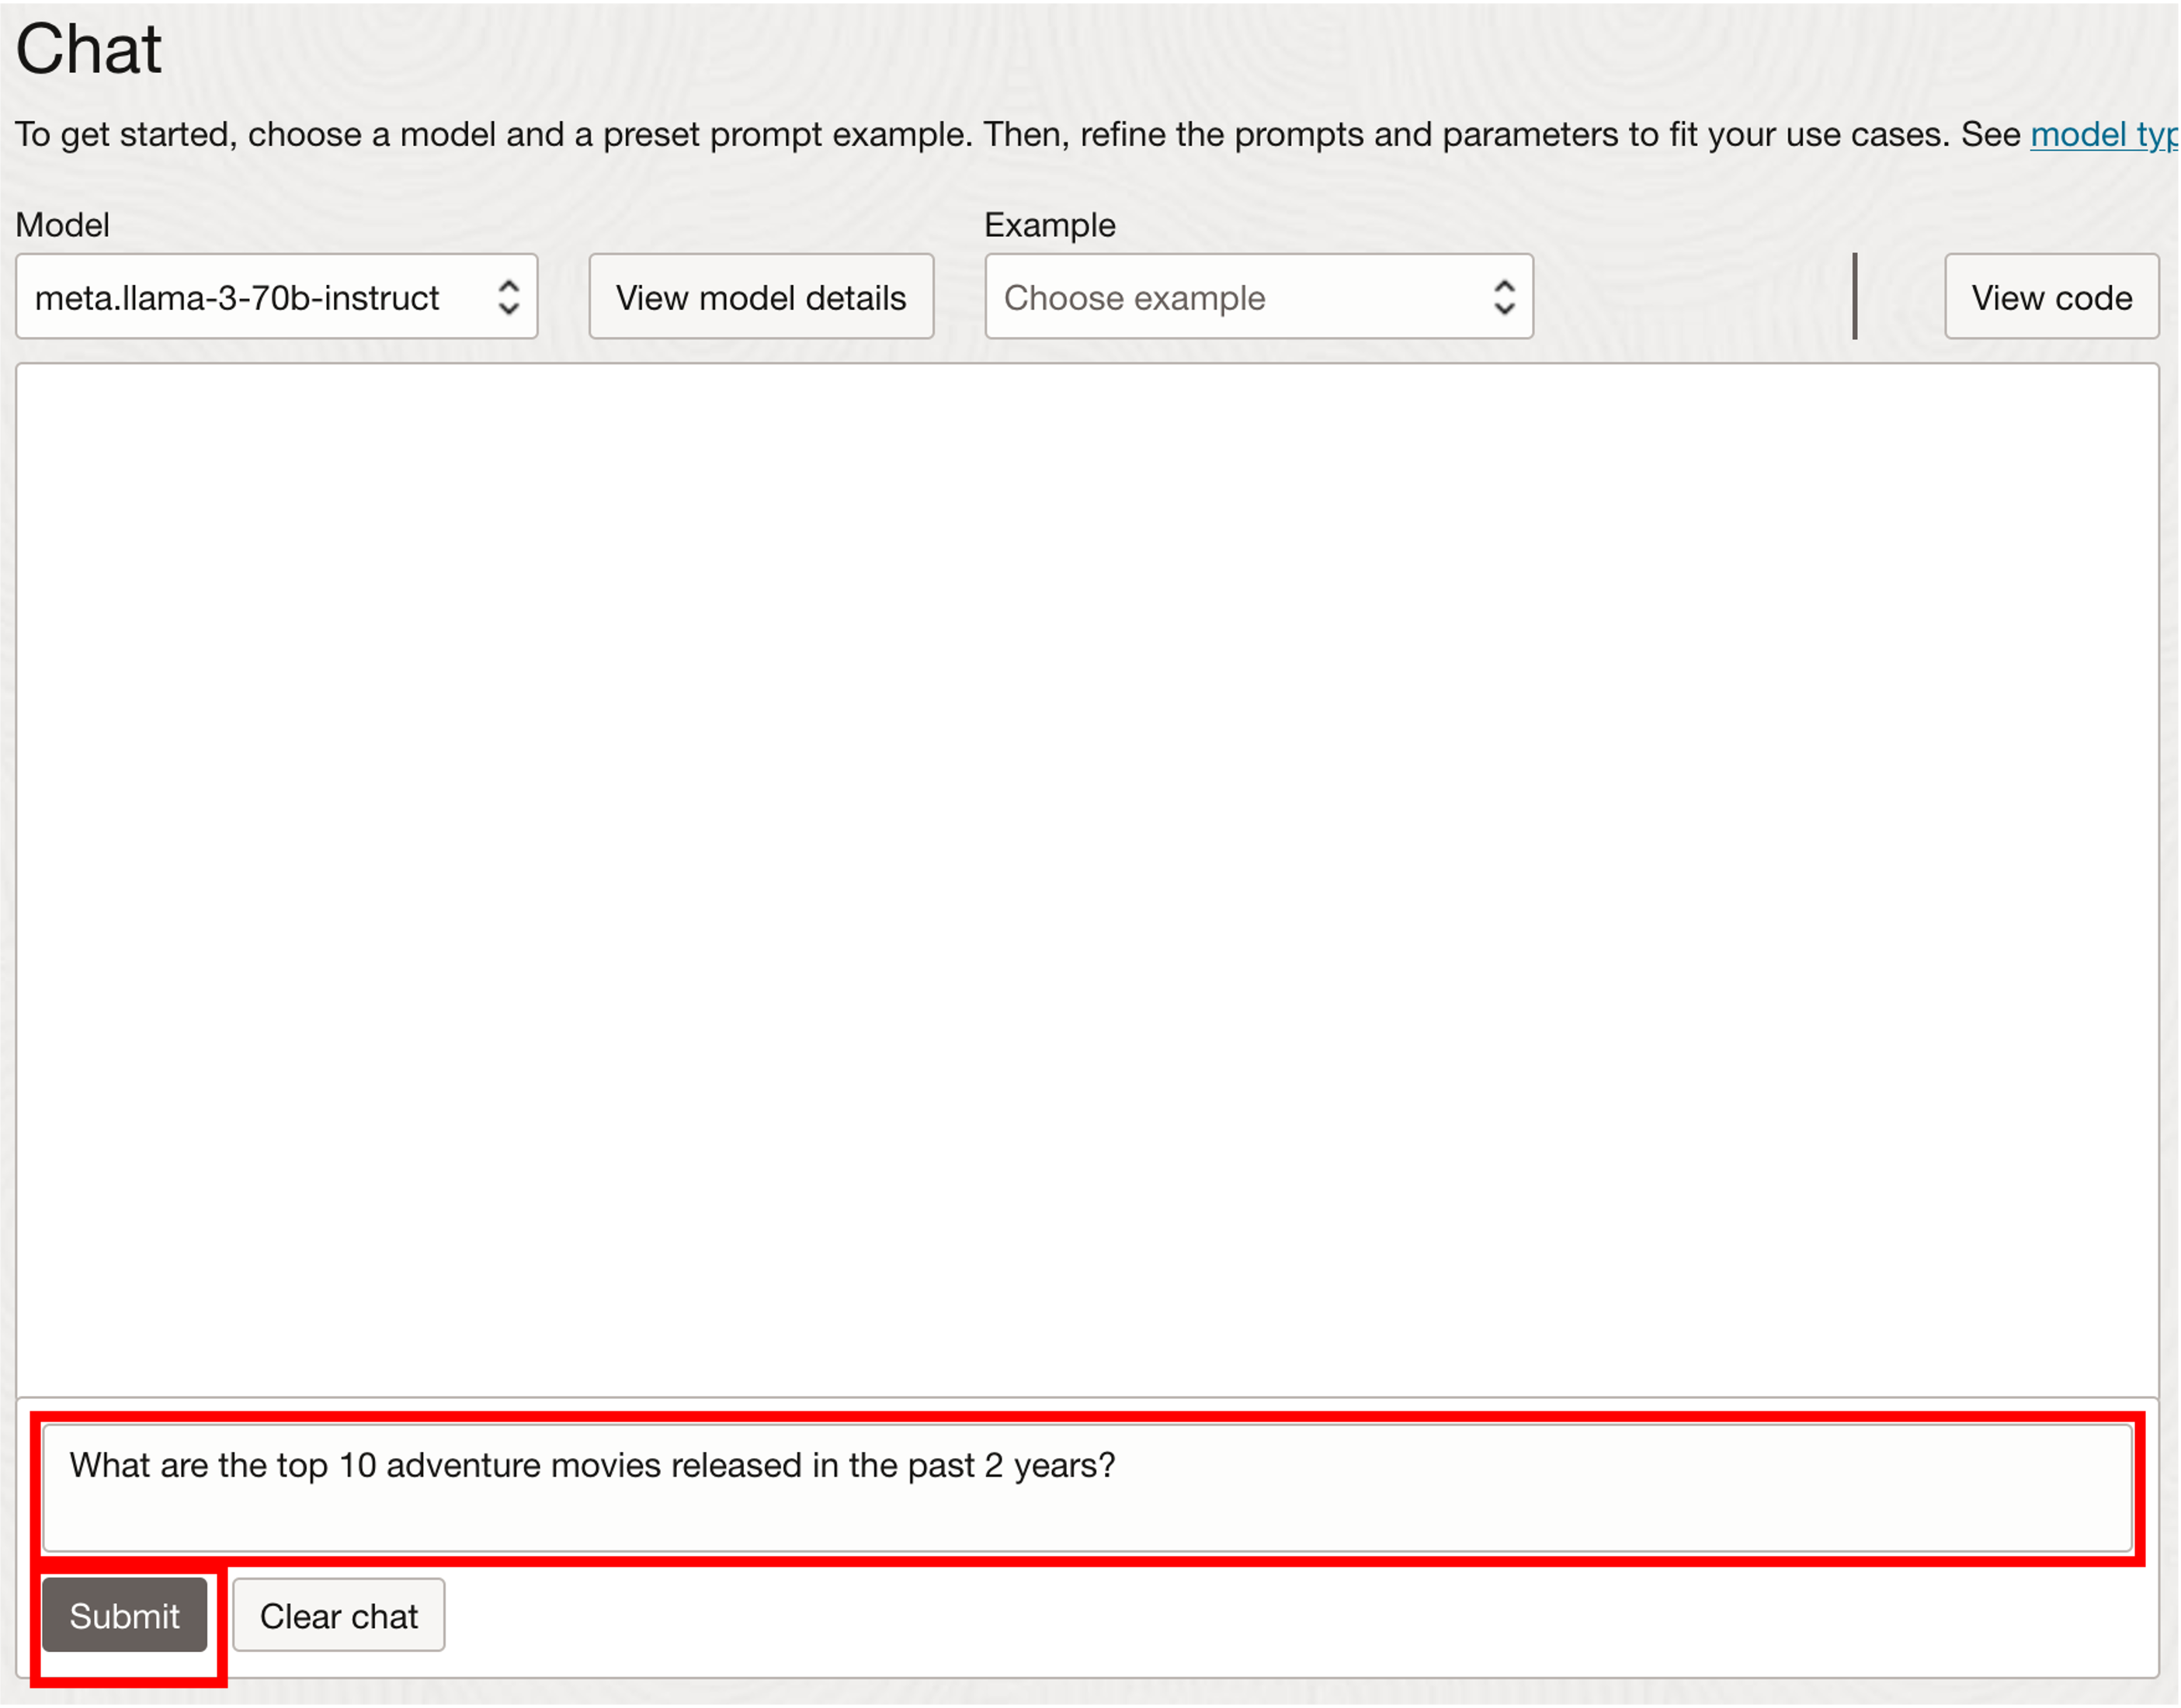 Chat
To get started, choose a model and a preset prompt example. Then, refine the prompts and parameters to fit your use cases. See model typ
Model
Example
meta.llama-3-70b-instruct
View model details
Choose example
View code
What are the top 10 adventure movies released in the past 2 years?
Submit
Clear chat